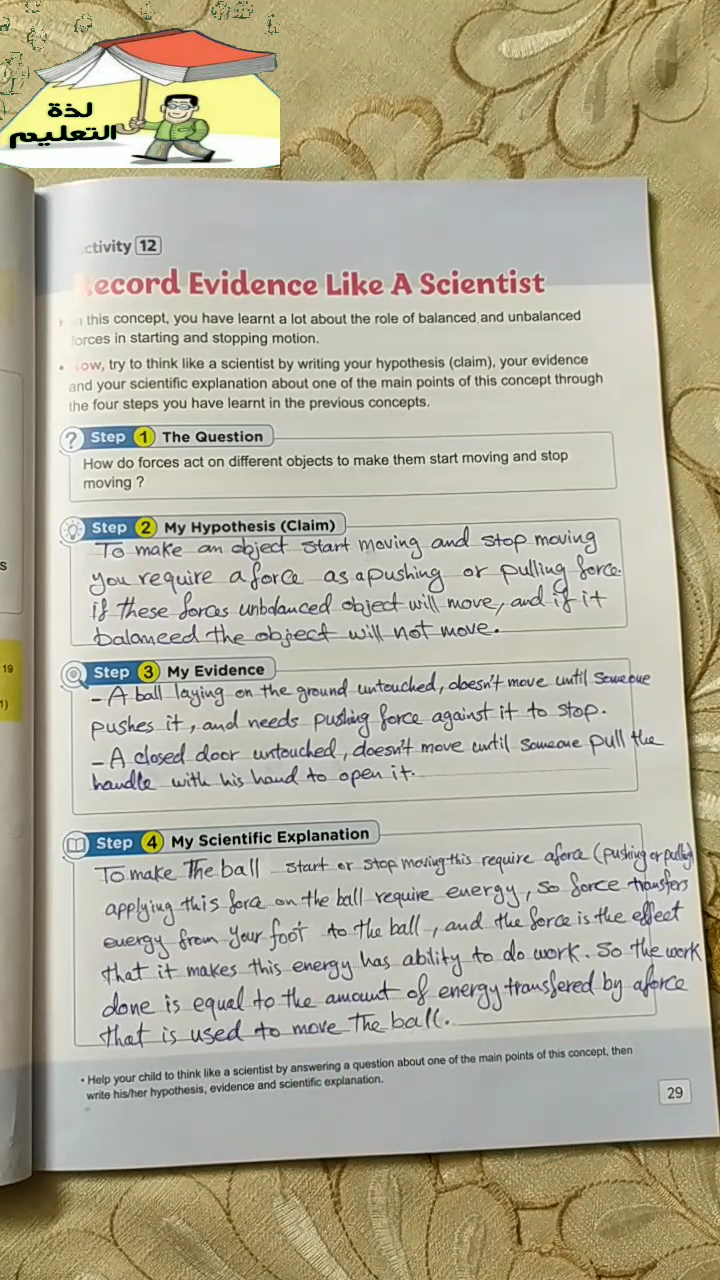 لذة
التعليم
ctivity 12
ecord Evidence Like A Scientist
n this concept, you have learnt a lot about the role of balanced and unbalanced
forces in starting and stopping motion.
• ow, try to think like a scientist by writing your hypothesis (claim), your evidence
and your scientific explanation about one of the main points of this concept through
the four steps you have learnt in the previous concepts.
? Step 1 The Question
How do forces act on different objects to make them start moving and stop
moving ?
Step 2 My Hypothesis (Claim)
To make an object start moving and stop moving
you require a force as a pushing or pulling force.
if these forces unbalanced object will move, and if it
balanceed the object will not move.
Step 3 My Evidence
- A ball laying on the ground untouched, doesn't move until someone
pushes it, and needs pushing force against it to stop.
- A closed door untouched, doesn't move until someone pull the
handle with his hand to open it.
Step 4 My Scientific Explanation
To make The ball start or stop moving this require a force (pushing or pulling)
applying this force on the ball require energy, so force transfers
energy from your foot to the ball, and the force is the effect
that it makes this energy has ability to do work. So the work
done is equal to the amount of energy transfered by a force
that is used to move the ball.
• Help your child to think like a scientist by answering a question about one of the main points of this concept, then
write his/her hypothesis, evidence and scientific explanation.
29
s
19
1)